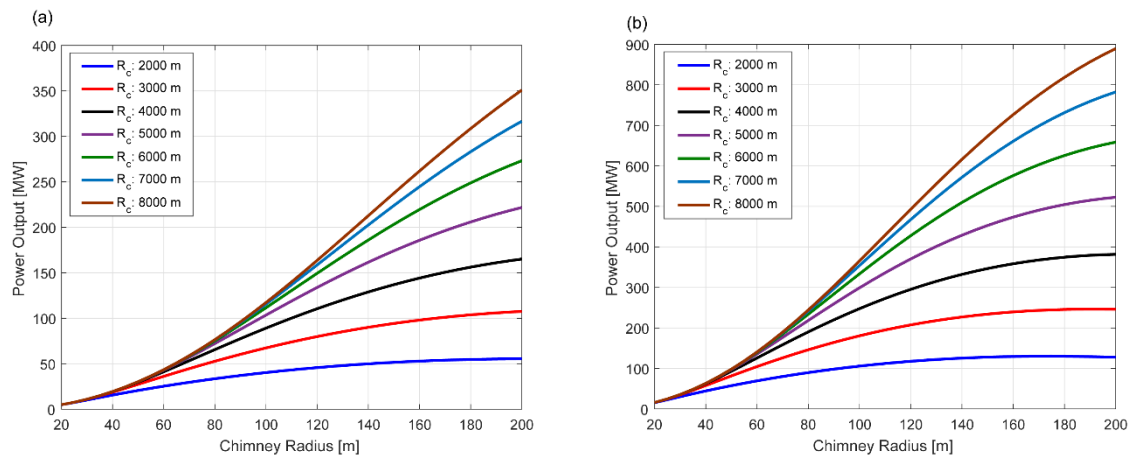 (a)
400
350
300
250
200
150
100
50
0
Power Output [MW]
R_c: 2000 m
R_c: 3000 m
R_c: 4000 m
R_c: 5000 m
R_c: 6000 m
R_c: 7000 m
R_c: 8000 m
20 40 60 80 100 120 140 160 180 200
Chimney Radius [m]
(b)
900
800
700
600
500
400
300
200
100
0
Power Output [MW]
R_c: 2000 m
R_c: 3000 m
R_c: 4000 m
R_c: 5000 m
R_c: 6000 m
R_c: 7000 m
R_c: 8000 m
20 40 60 80 100 120 140 160 180 200
Chimney Radius [m]